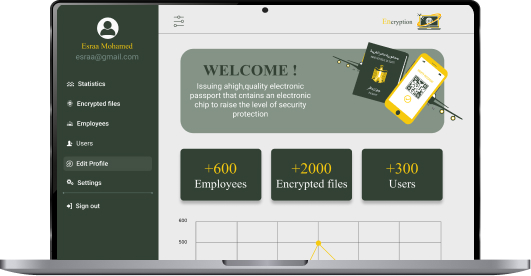 Esraa Mohamed
esraa@gmail.com
Statistics
Encrypted files
Employees
Users
Edit Profile
Settings
Sign out
Encryption
WELCOME !
Issuing ahigh,quality electronic
passport that cntains an electronic
chip to raise the level of security
protection
+600
Employees
+2000
Encrypted files
+300
Users
600
500